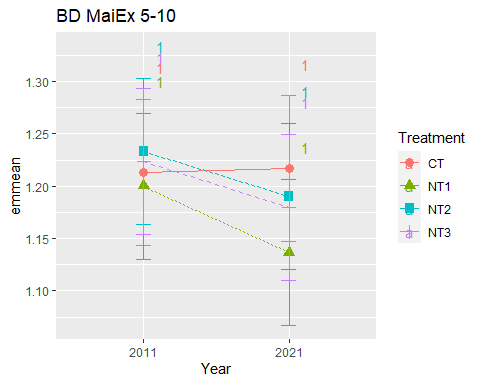 BD MaiEx 5-10
1
1
1
1
1
1
1
1
1.30
1.25
1.20
1.15
1.10
emmean
2011
2021
Year
Treatment
a CT
a NT1
a NT2
a NT3